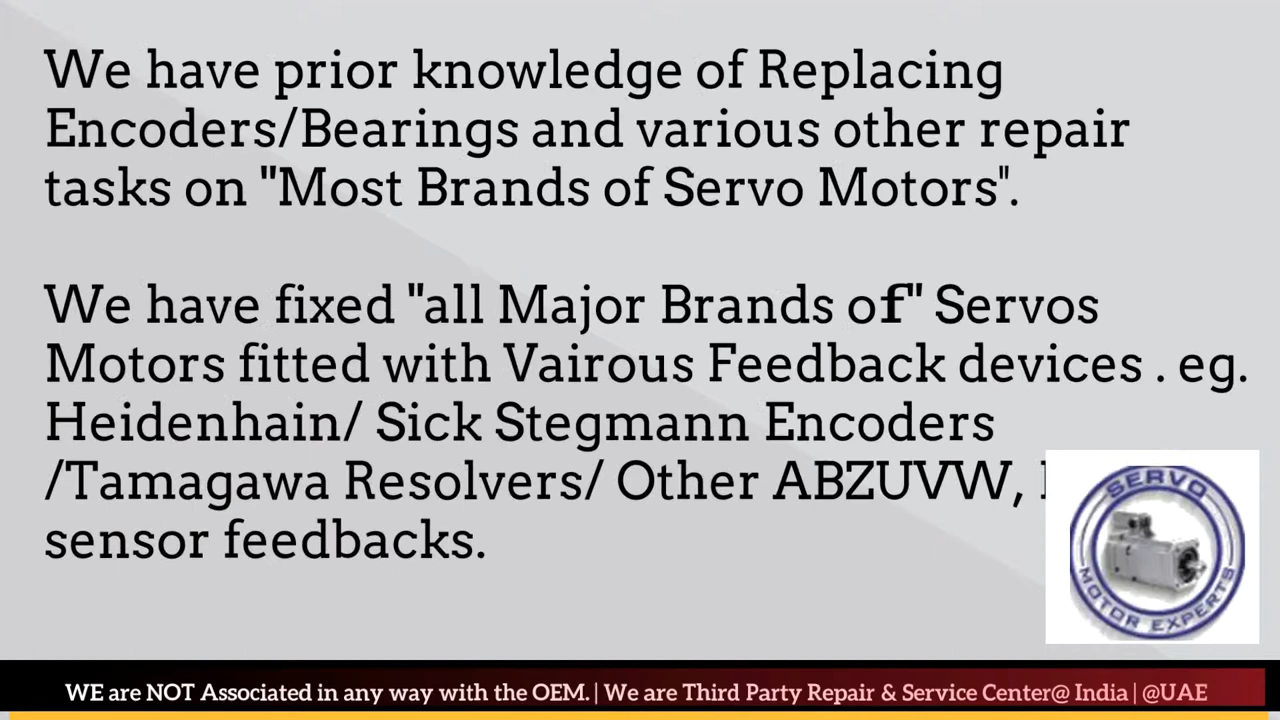 We have prior knowledge of Replacing
Encoders/Bearings and various other repair
tasks on "Most Brands of Servo Motors".
We have fixed "all Major Brands of" Servos
Motors fitted with Vairous Feedback devices . eg.
Heidenhain/ Sick Stegmann Encoders
/Tamagawa Resolvers/ Other ABZUVW,
sensor feedbacks.
SERVO
MOTOR EXPERTS
WE are NOT Associated in any way with the OEM. | We are Third Party Repair & Service Center@ India | @UAE